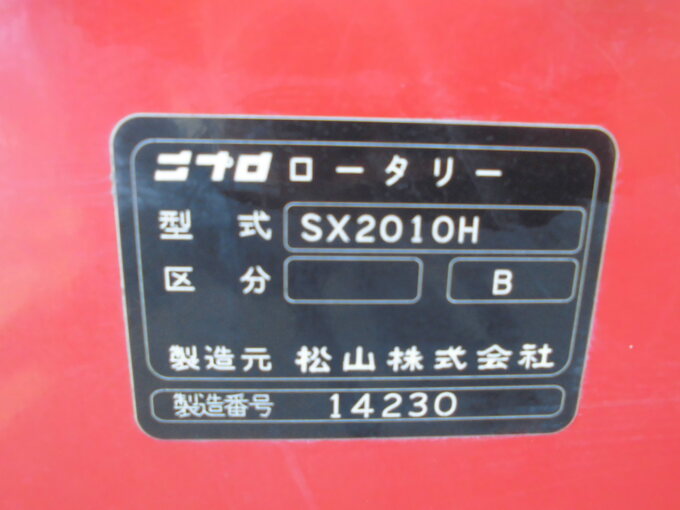 ニプロ ロータリー
型式 SX2010H
区分 B
製造元 松山株式会社
製造番号 14230